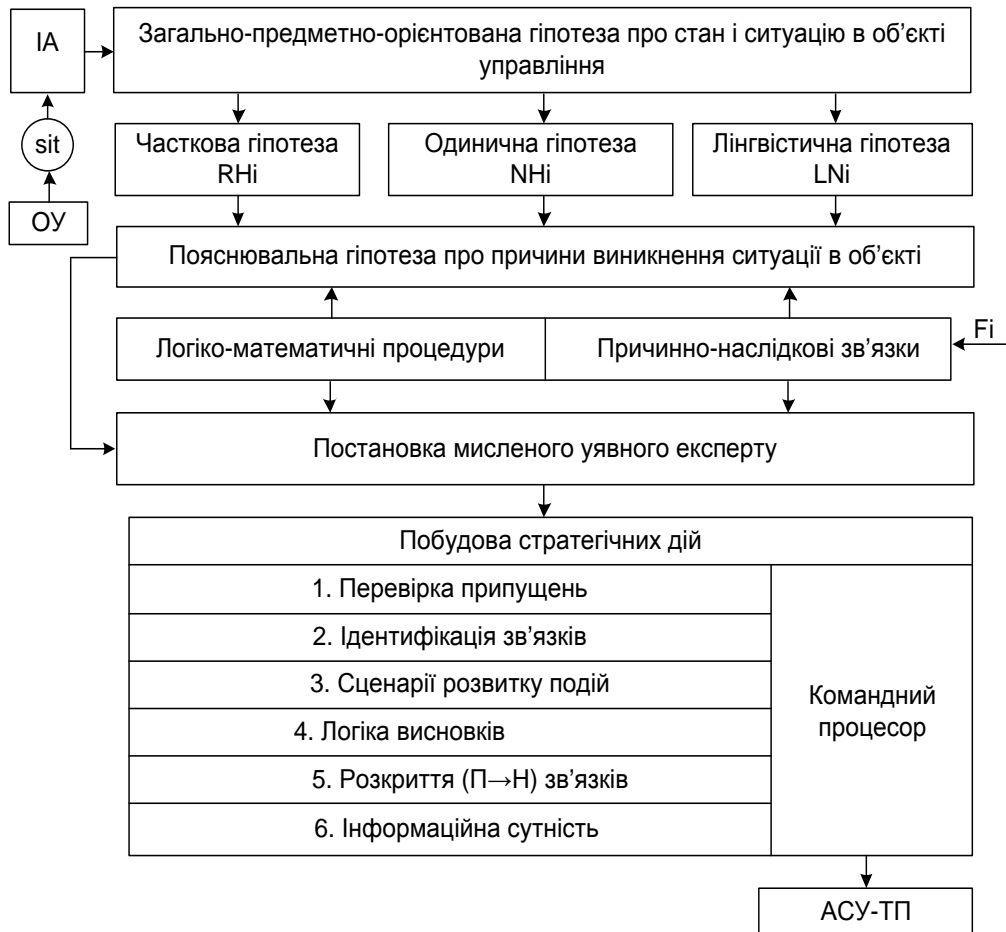 ІА
Загально-предметно-орієнтована гіпотеза про стан і ситуацію в об’єкті
управління
sit
ОУ
Часткова гіпотеза
RHi
Одинична гіпотеза
NHi
Лінгвістична гіпотеза
LNi
Пояснювальна гіпотеза про причини виникнення ситуації в об’єкті
Логіко-математичні процедури
Причинно-наслідкові зв’язки
Fi
Постановка мисленого уявного експерту
Побудова стратегічних дій
1. Перевірка припущень
2. Ідентифікація зв’язків
3. Сценарії розвитку подій
4. Логіка висновків
5. Розкриття (П→Н) зв’язків
6. Інформаційна сутність
Командний
процесор
АСУ-ТП